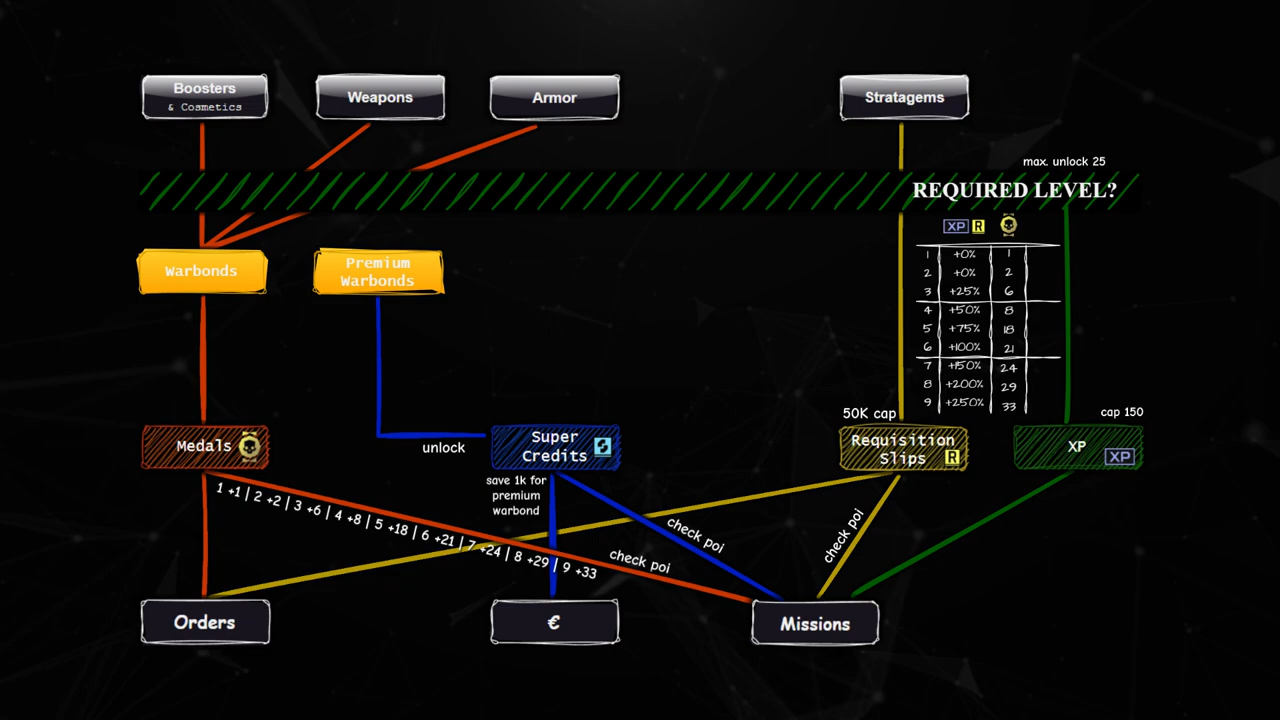 Boosters
& Cosmetics
Weapons
Armor
Stratagems
max. unlock 25
REQUIRED LEVEL?
XP R
1 +0% 1
2 +0% 2
3 +25% 6
4 +50% 8
5 +75% 18
6 +100% 21
7 +150% 24
8 +200% 29
9 +250% 33
Warbonds
Premium
Warbonds
50K cap
cap 150
Medals
unlock
Super
Credits
Requisition
Slips R
XP
XP
save 1k for
premium
warbond
1 +1 | 2 +2 | 3 +6 | 4 +8 | 5 +18 | 6 +21 | 7 +24 | 8 +29 | 9 +33
check poi
check poi
check poi
Orders
€
Missions